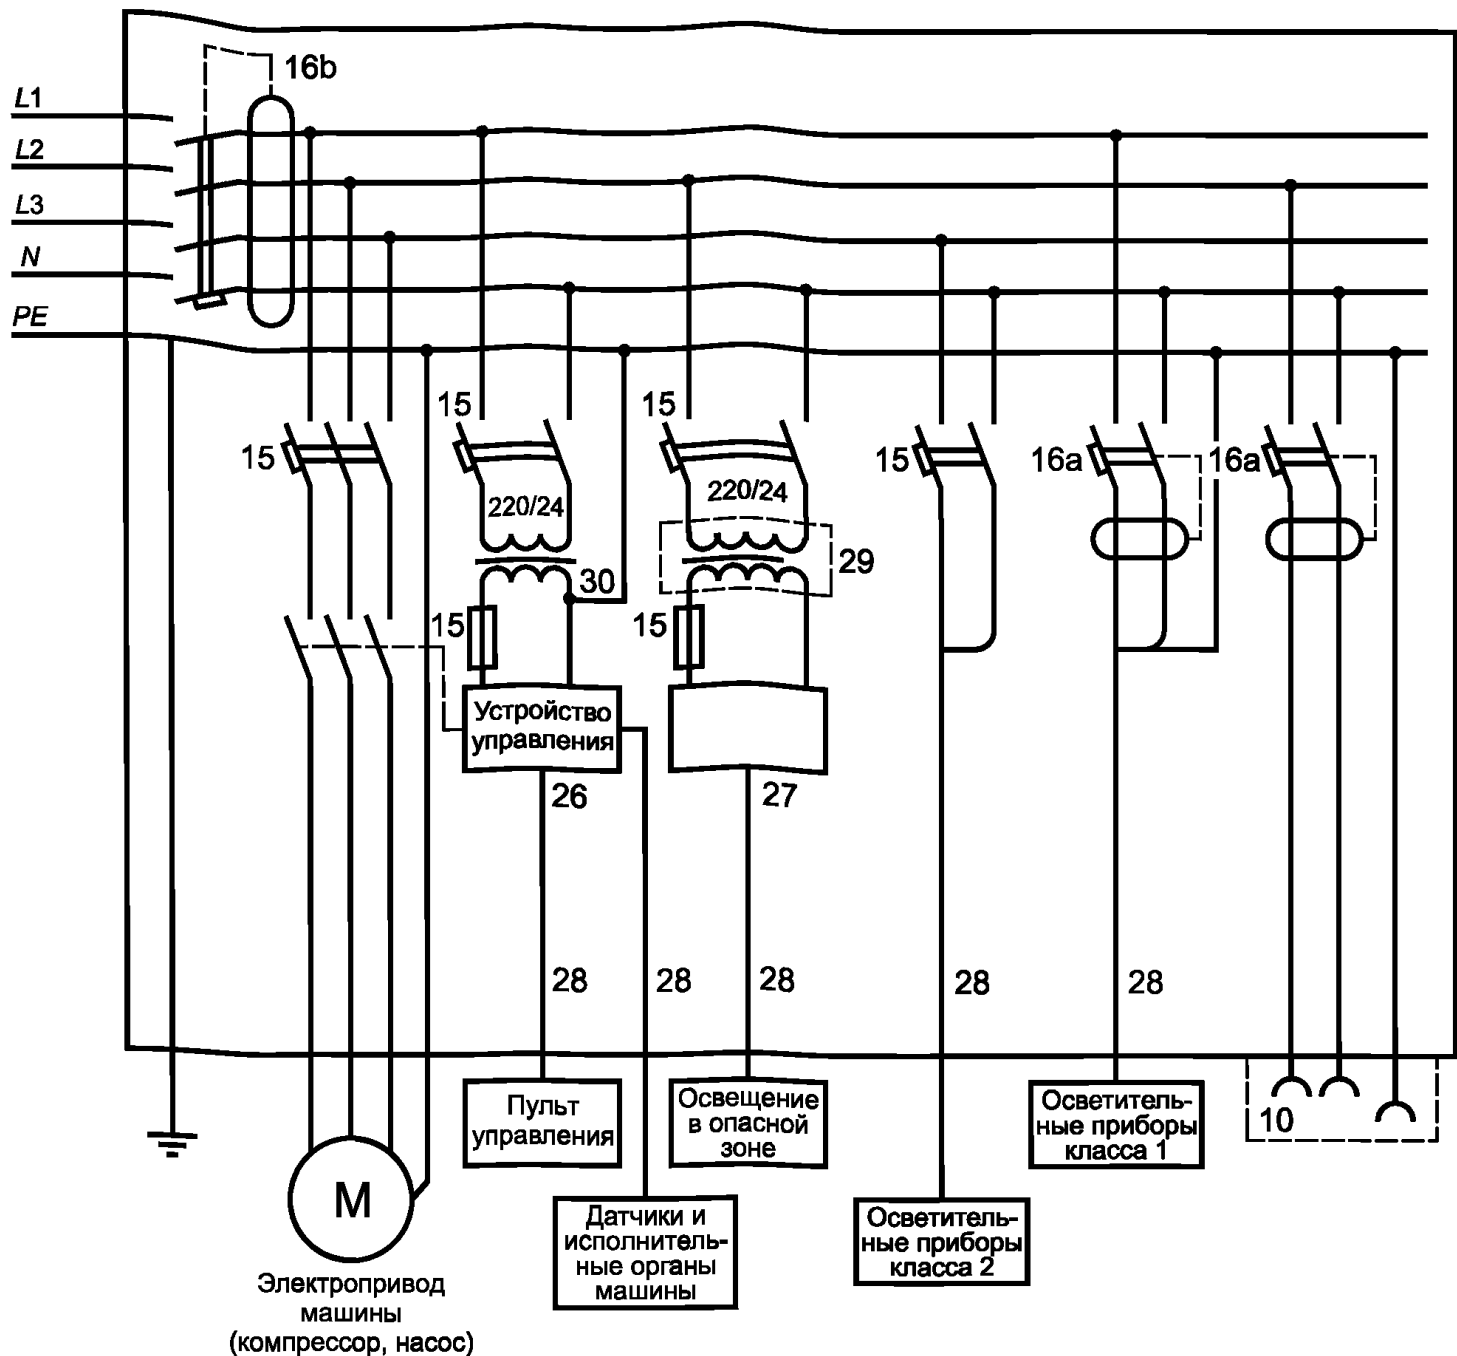 16b
L1
L2
L3
N
PE
15
15
15
15
16a
16a
220/24
220/24
29
30
15
15
Устройство
управления
26
27
28
28
28
28
28
Пульт
управления
Освещение
в опасной
зоне
Осветитель-
ные приборы
класса 1
10
М
Датчики и
исполнитель-
ные органы
машины
Осветитель-
ные приборы
класса 2
Электропривод
машины
(компрессор, насос)